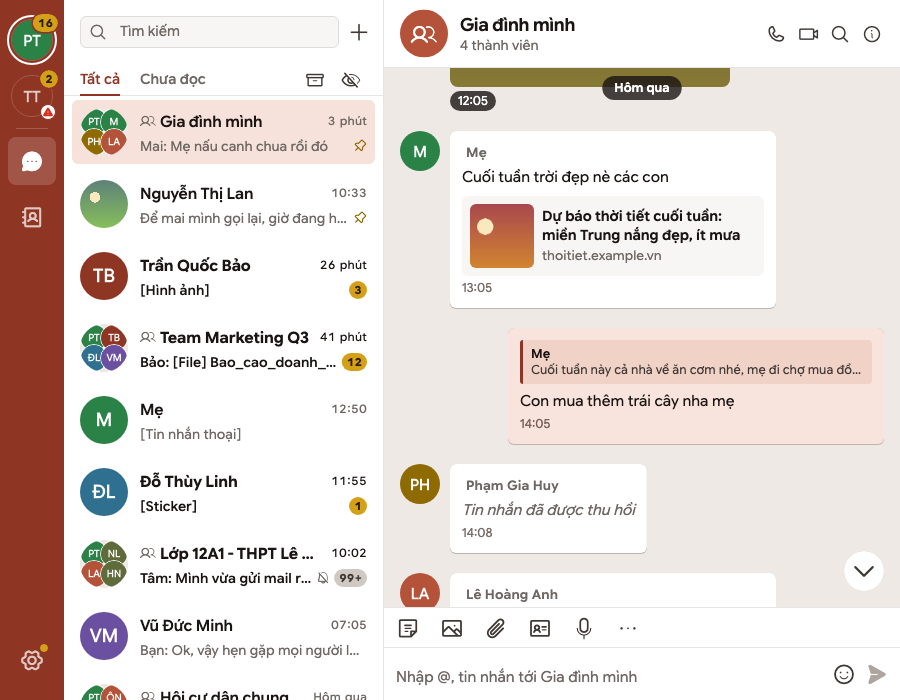 PT
16
TT
2
Tìm kiếm
Tất cả
Chưa đọc
PT
M
PH
LA
Gia đình mình
3 phút
Mai: Mẹ nấu canh chua rồi đó
Nguyễn Thị Lan
10:33
Để mai mình gọi lại, giờ đang h...
TB
Trần Quốc Bảo
26 phút
[Hình ảnh]
3
PT
TB
ĐL
VM
Team Marketing Q3
41 phút
Bảo: [File] Bao_cao_doanh_...
12
M
Mẹ
12:50
[Tin nhắn thoại]
ĐL
Đỗ Thùy Linh
11:55
[Sticker]
1
PT
NL
LA
HN
Lớp 12A1 - THPT Lê ...
10:02
Tâm: Mình vừa gửi mail r...
99+
VM
Vũ Đức Minh
07:05
Bạn: Ok, vậy hẹn gặp mọi người l...
PT
ÔN
Hội cư dân chung
Hôm qua
Gia đình mình
4 thành viên
Hôm qua
12:05
M
Mẹ
Cuối tuần trời đẹp nè các con
Dự báo thời tiết cuối tuần:
miền Trung nắng đẹp, ít mưa
thoitiet.example.vn
13:05
Mẹ
Cuối tuần này cả nhà về ăn cơm nhé, mẹ đi chợ mua đồ...
Con mua thêm trái cây nha mẹ
14:05
PH
Phạm Gia Huy
Tin nhắn đã được thu hồi
14:08
LA
Lê Hoàng Anh
Nhập @, tin nhắn tới Gia đình mình